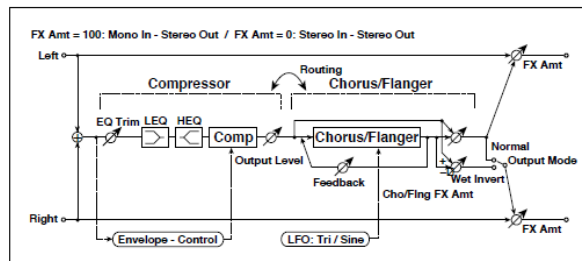 FX Amt = 100: Mono In - Stereo Out / FX Amt = 0: Stereo In - Stereo Out
Left
FX Amt
Routing
Compressor
Chorus/Flanger
EQ Trim
LEQ
HEQ
Comp
Chorus/Flanger
Normal
Output Level
Output Mode
+
-
Wet Invert
Feedback
Cho/Flng FX Amt
Right
Envelope - Control
LFO: Tri / Sine
FX Amt